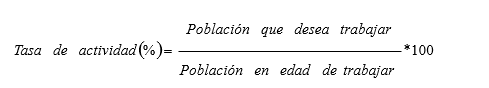 Población que desea trabajar
Tasa de actividad(%)= *100
Población en edad de trabajar